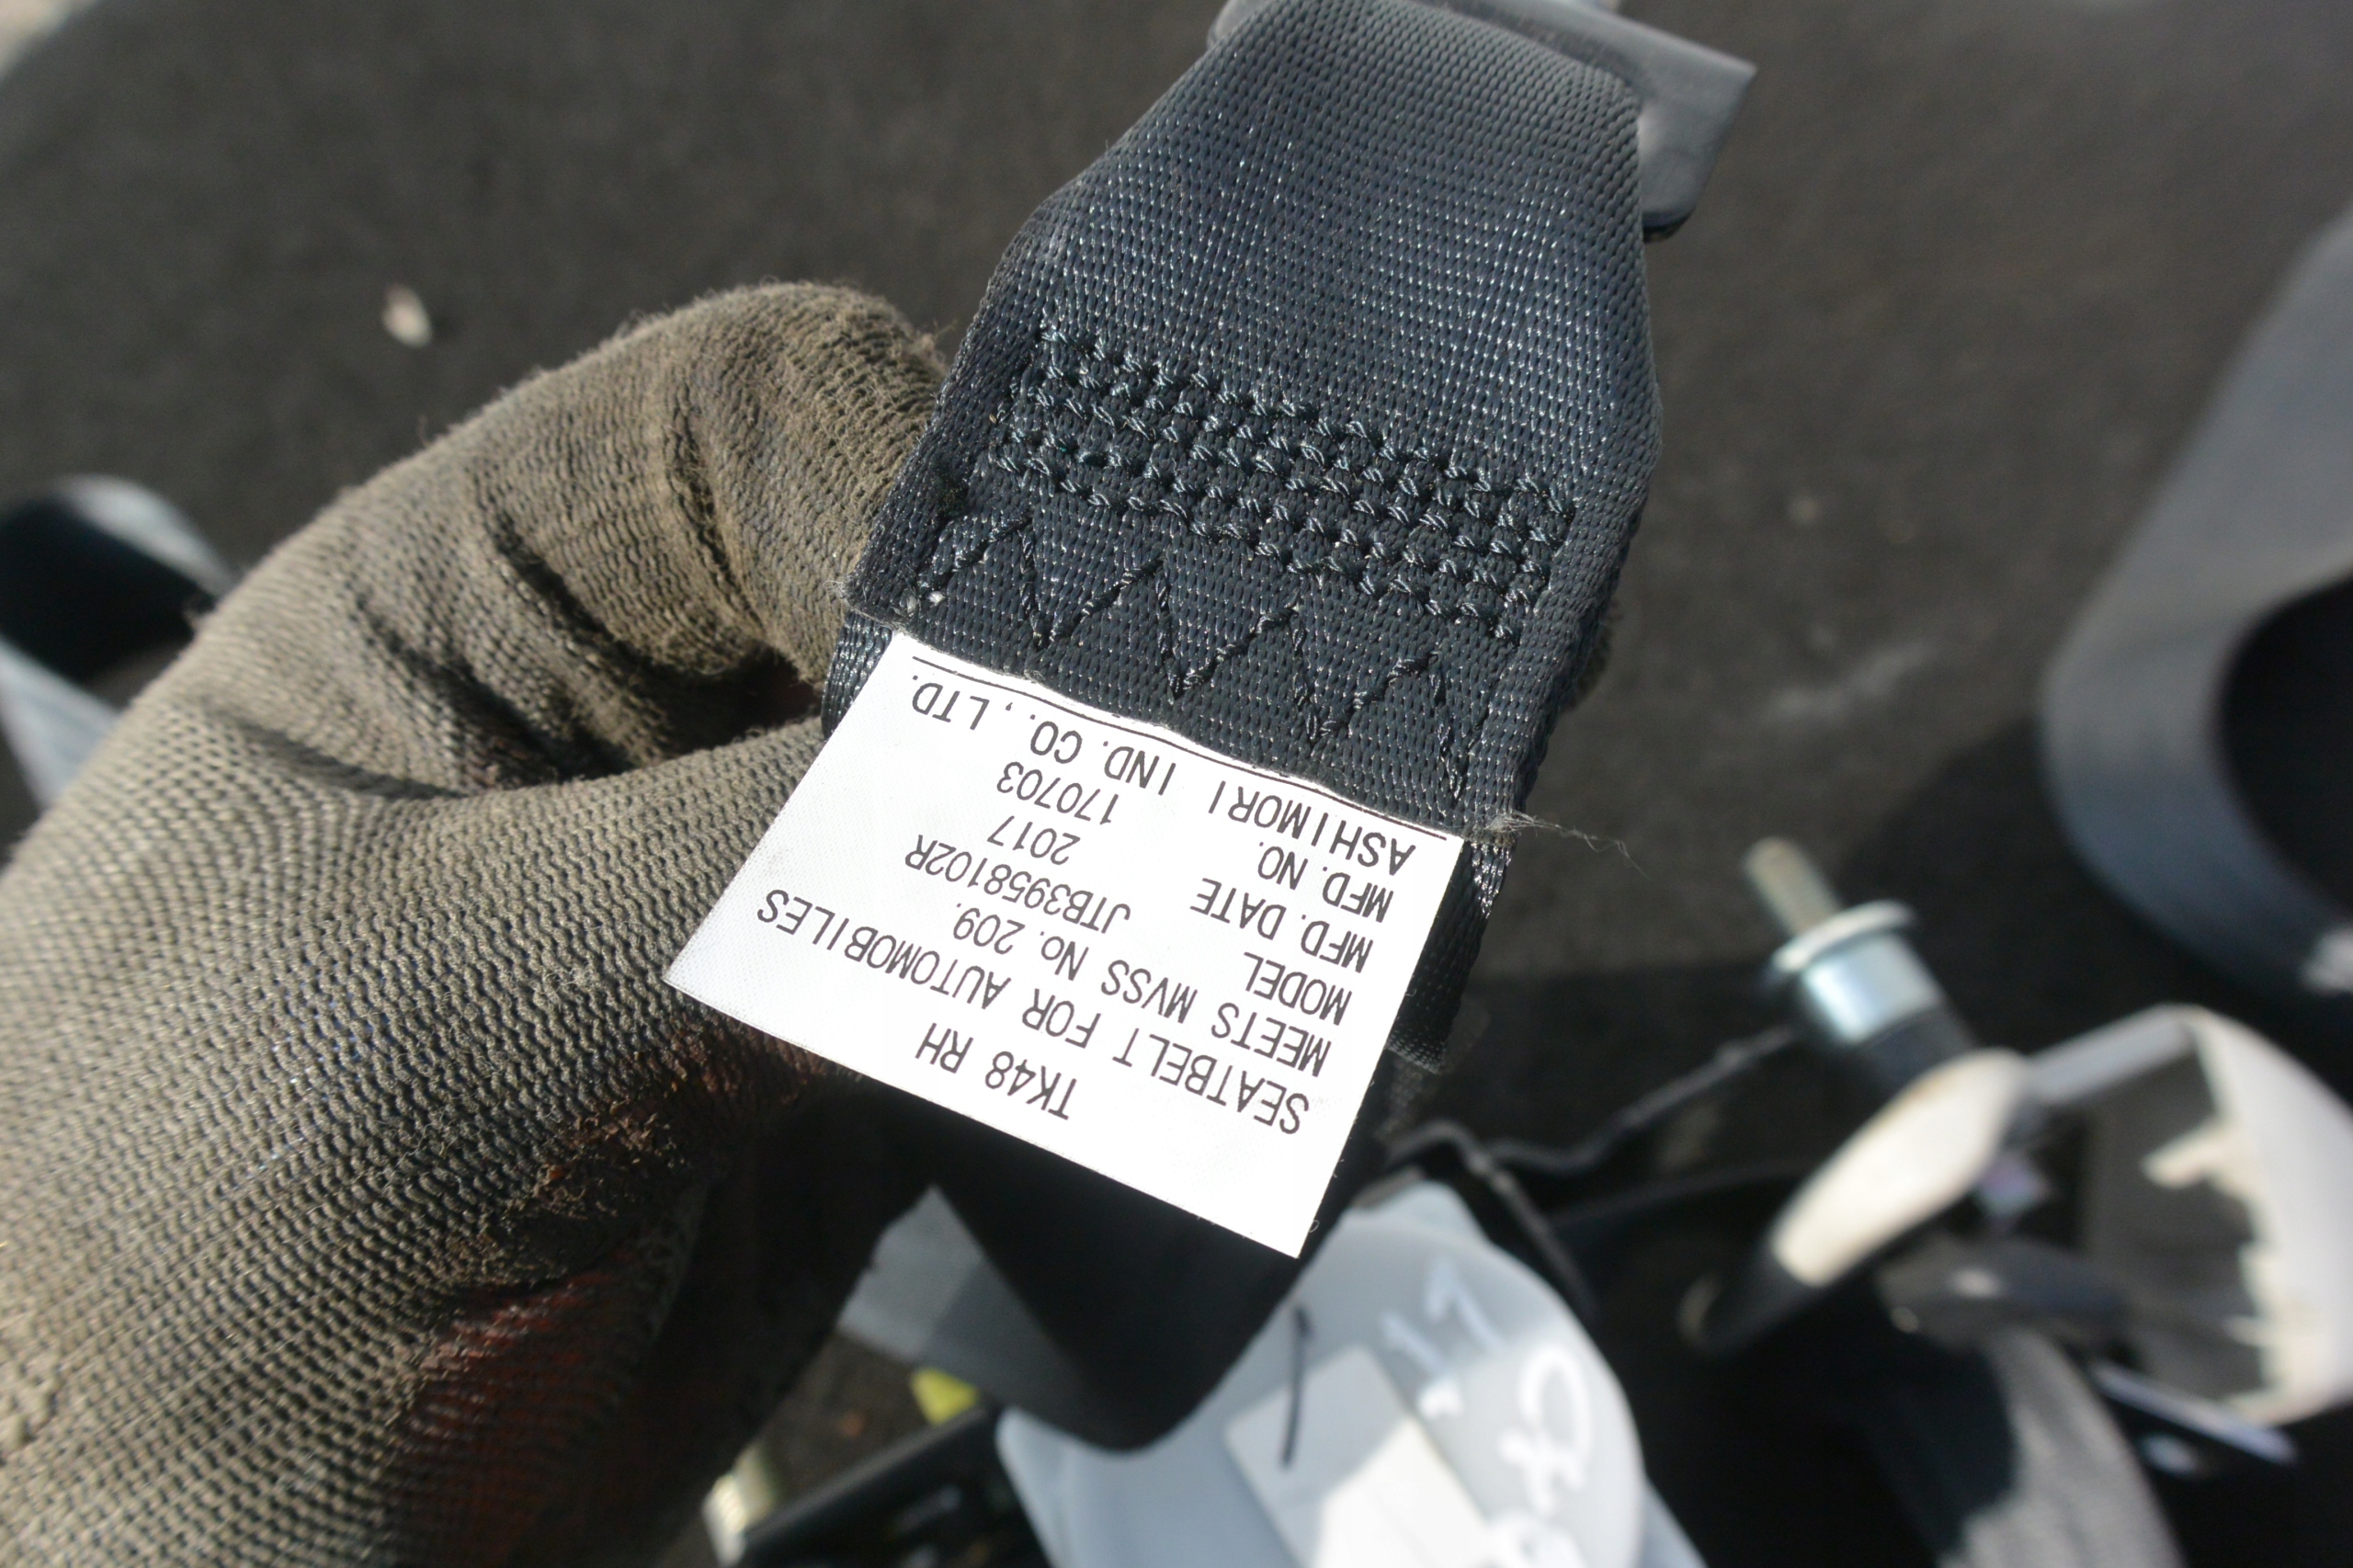 TK48 RH
SEATBELT FOR AUTOMOBILES
MEETS MVSS No. 209.
MODEL JTB3958102R
MFD. DATE 2017
MFD. NO. 170703
ASHIMORI IND. CO., LTD.